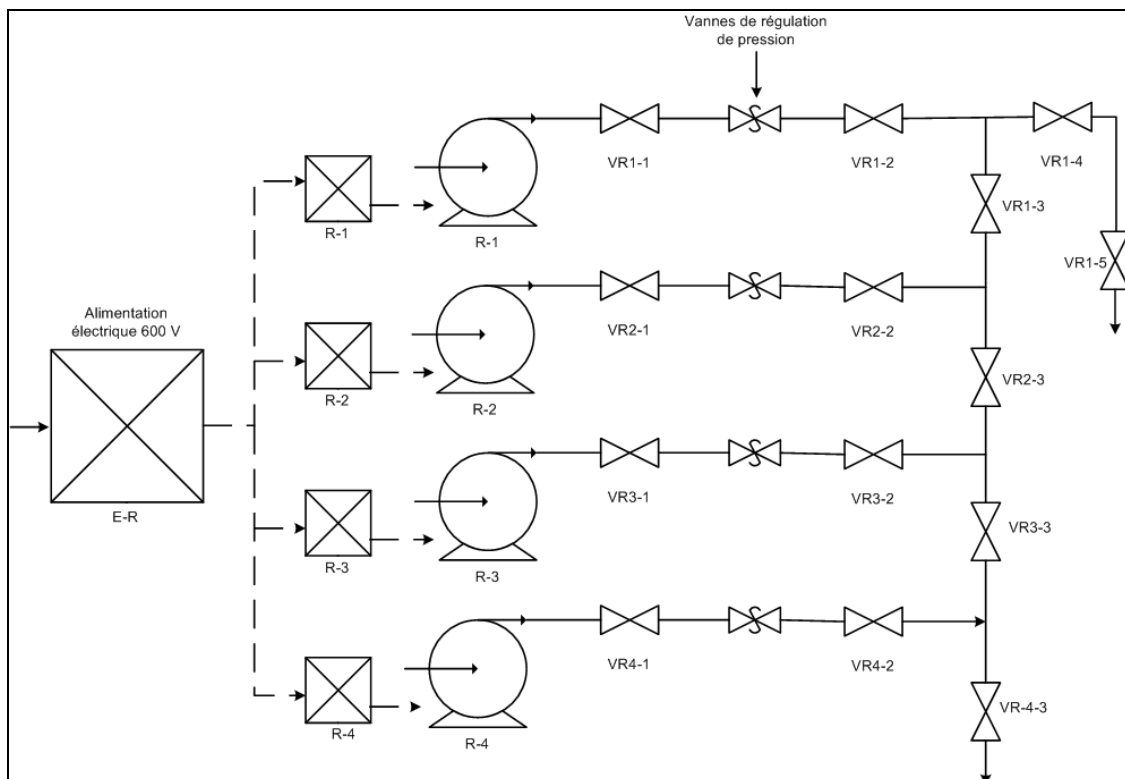 Vannes de régulation
de pression
VR1-1
VR1-2
VR1-4
R-1
R-1
VR1-3
VR1-5
Alimentation
électrique 600 V
VR2-1
VR2-2
R-2
R-2
VR2-3
E-R
VR3-1
VR3-2
R-3
R-3
VR3-3
VR4-1
VR4-2
R-4
R-4
VR-4-3